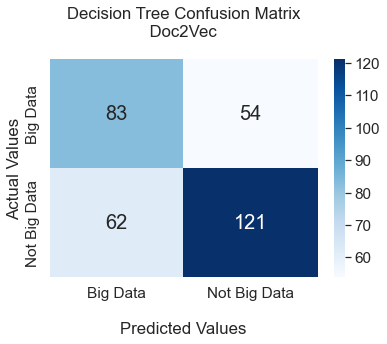 Decision Tree Confusion Matrix
Doc2Vec
Actual Values
Big Data
Not Big Data
83
54
62
121
Big Data
Not Big Data
Predicted Values
120
110
100
90
80
70
60